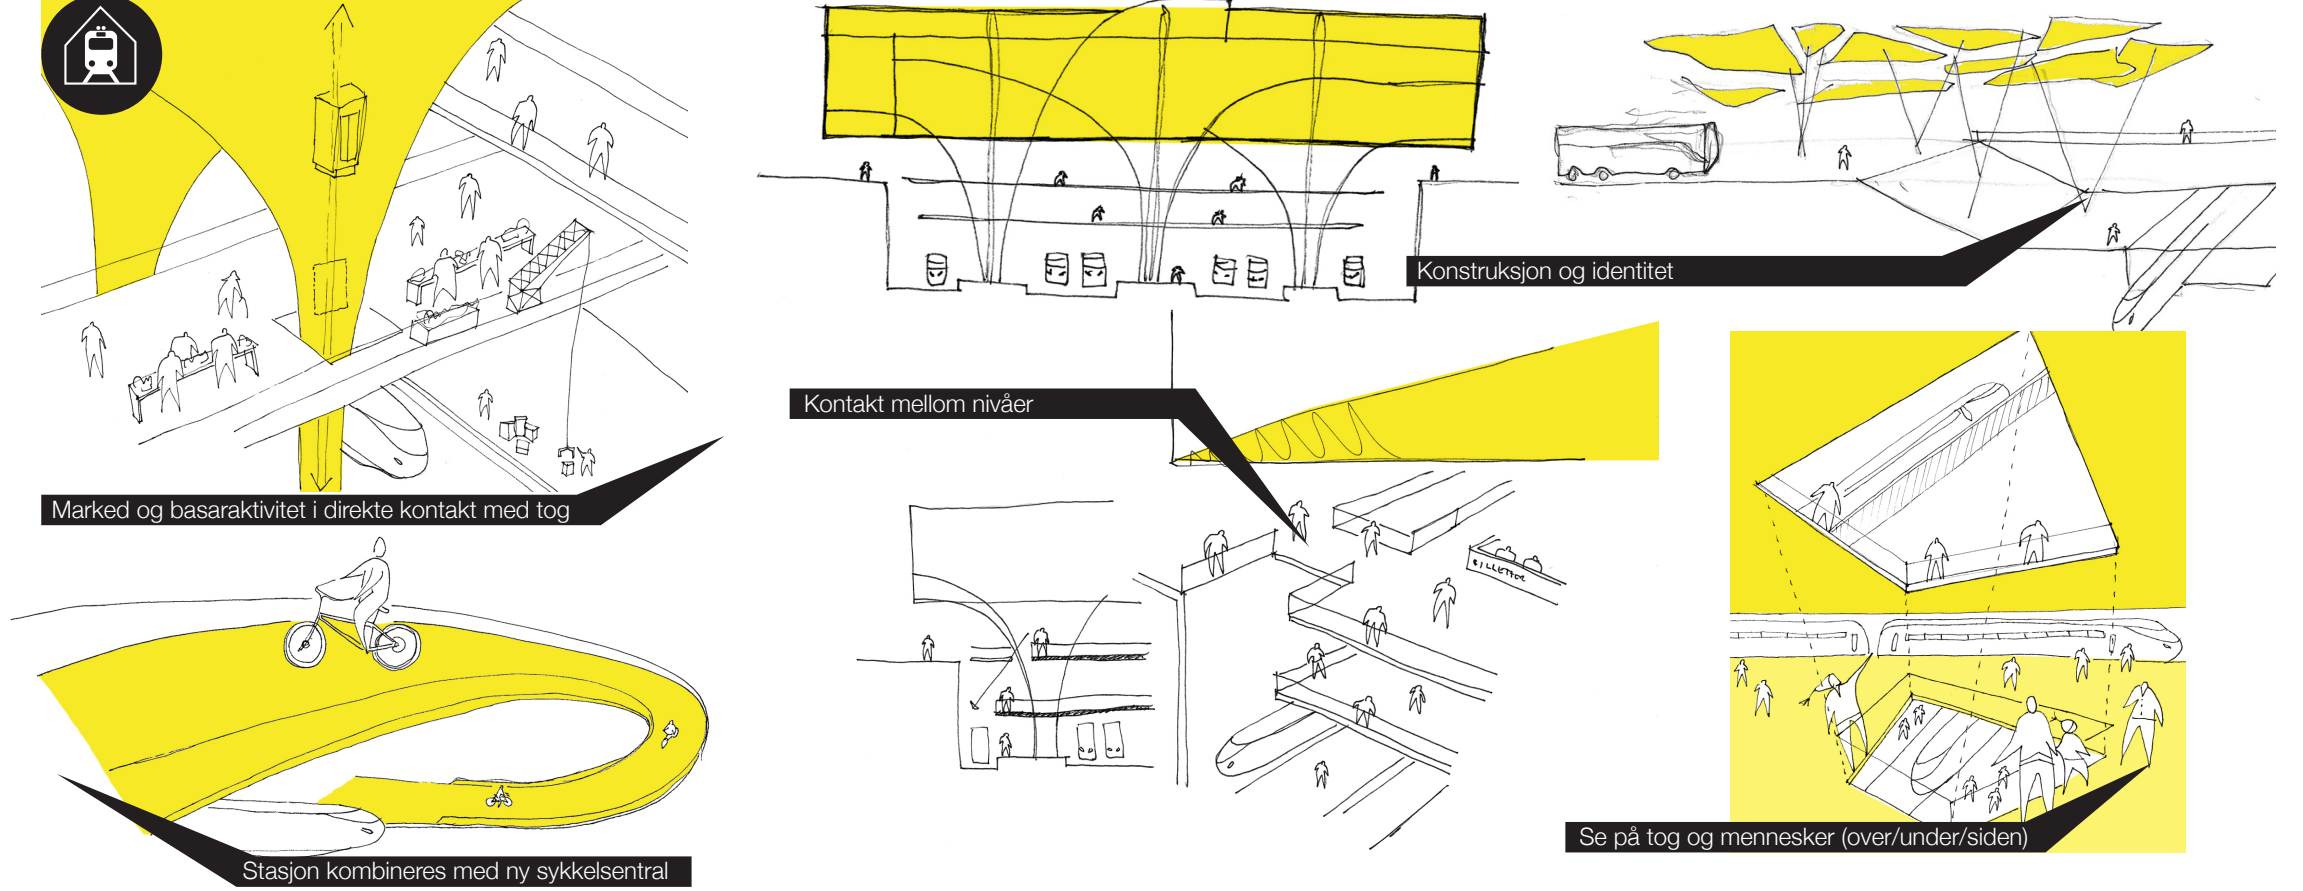 Konstruksjon og identitet
Kontakt mellom nivåer
Marked og basaraktivitet i direkte kontakt med tog
BILLETTER
Se på tog og mennesker (over/under/siden)
Stasjon kombineres med ny sykkelsentral